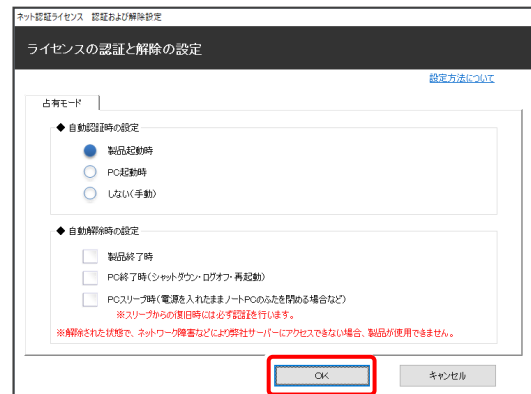 ネット認証ライセンス 認証および解除設定
ライセンスの認証と解除の設定
設定方法について
占有モード
◆ 自動認証時の設定
製品起動時
PC起動時
しない(手動)
◆ 自動解除時の設定
製品終了時
PC終了時(シャットダウン・ログオフ・再起動)
PCスリープ時(電源を入れたままノートPCのふたを閉める場合など)
※スリープからの復旧時には必ず認証を行います。
※解除された状態で、ネットワーク障害などにより弊社サーバーにアクセスできない場合、製品が使用できません。
OK
キャンセル